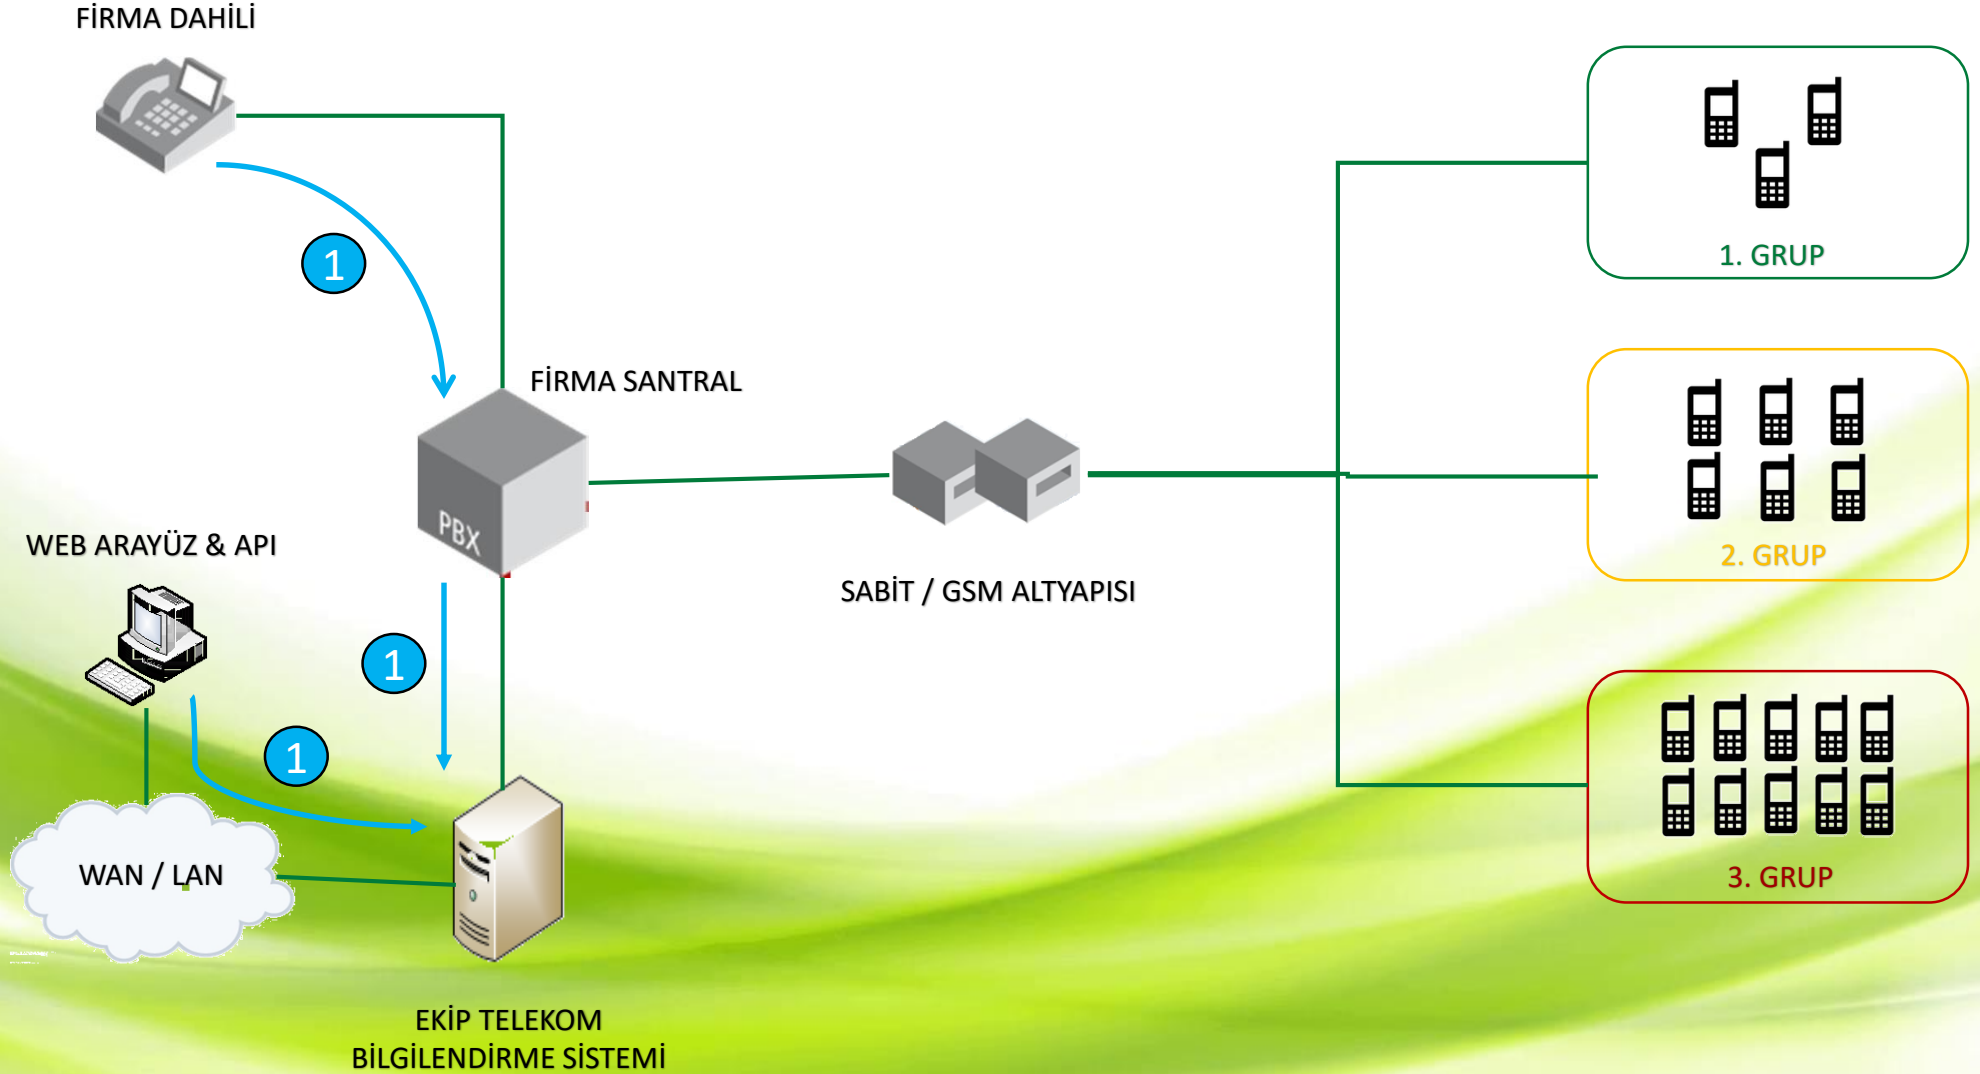 FİRMA DAHİLİ
1
FİRMA SANTRAL
PBX
WEB ARAYÜZ & API
1
1
WAN / LAN
EKİP TELEKOM
BİLGİLENDİRME SİSTEMİ
SABİT / GSM ALTYAPISI
1. GRUP
2. GRUP
3. GRUP